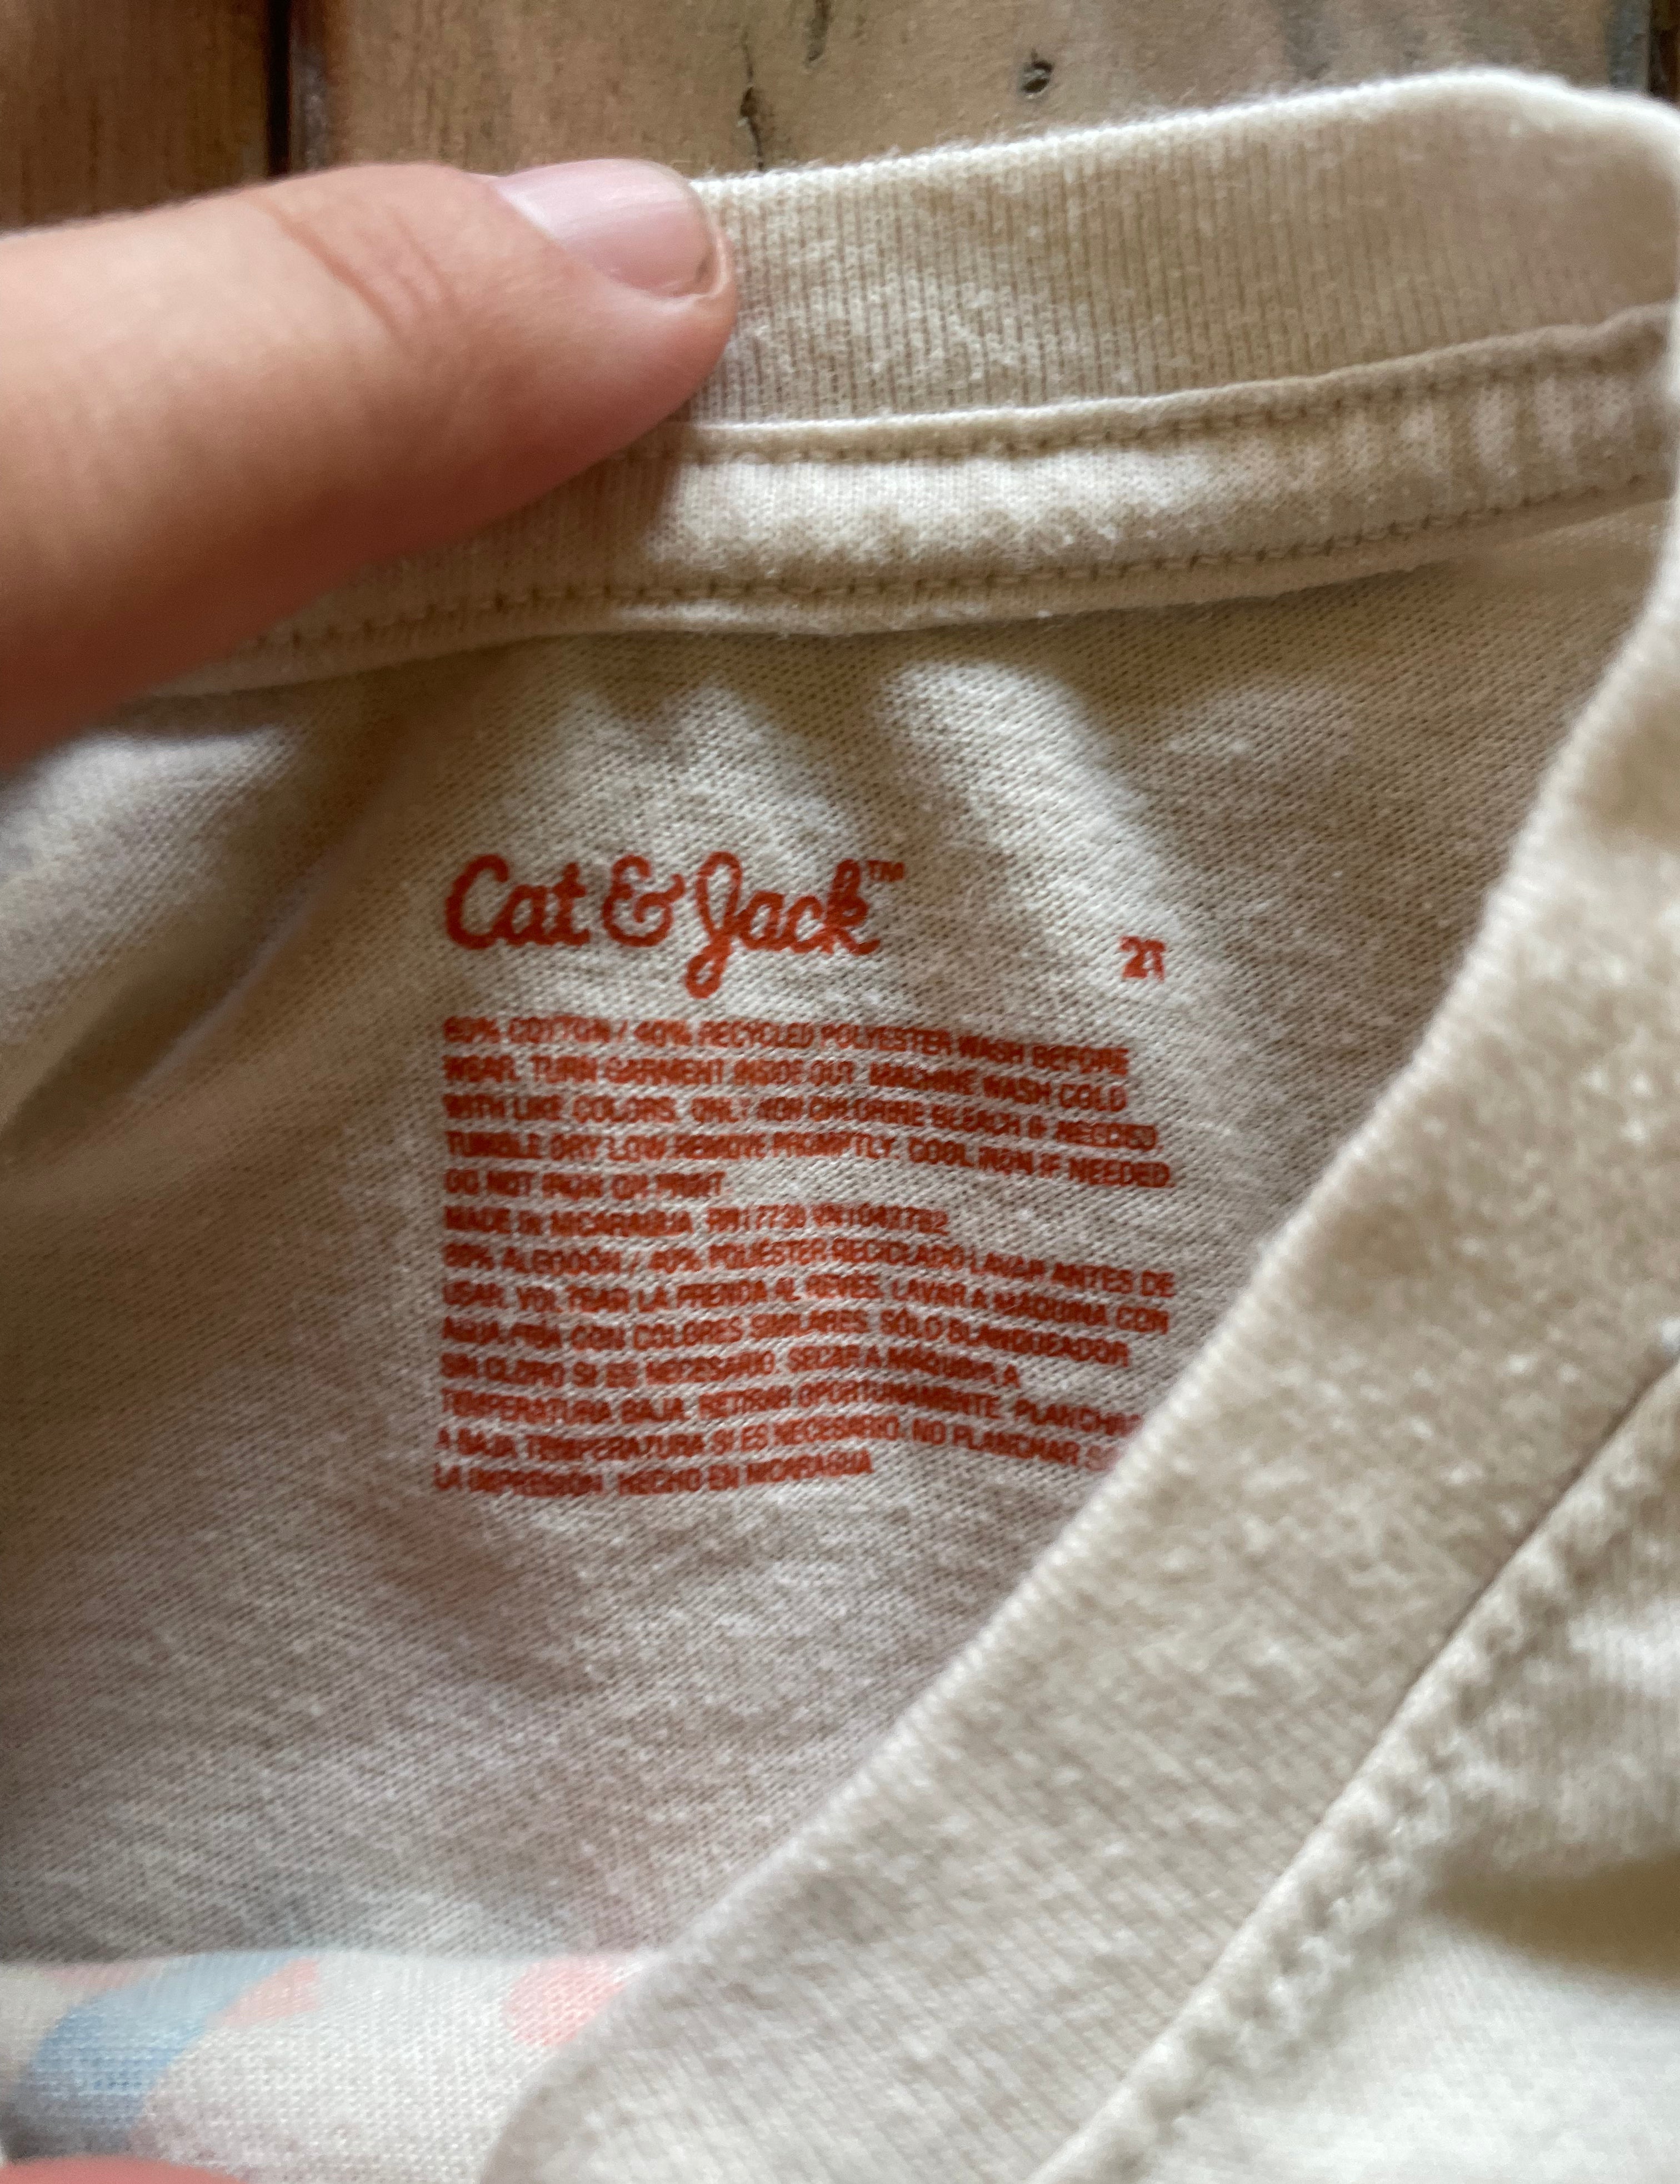 Cat & Jack™
2T
60% COTTON / 40% RECYCLED POLYESTER WASH BEFORE
WEAR. TURN GARMENT INSIDE OUT. MACHINE WASH COLD
WITH LIKE COLORS. ONLY NON CHLORINE BLEACH IF NEEDED.
TUMBLE DRY LOW. REMOVE PROMPTLY. COOL IRON IF NEEDED.
DO NOT IRON ON PRINT.
MADE IN NICARAGUA RN17730
60% ALGODÓN / 40% POLIÉSTER RECICLADO LAVAR ANTES DE
USAR. VOLTEAR LA PRENDA AL REVÉS. LAVAR A MÁQUINA CON
AGUA FRÍA CON COLORES SIMILARES. SÓLO BLANQUEADOR
SIN CLORO SI ES NECESARIO. SECAR A MÁQUINA A
TEMPERATURA BAJA. RETIRAR OPORTUNAMENTE.
A BAJA TEMPERATURA SI ES NECESARIO. NO PLANCHAR
LA IMPRESIÓN. HECHO EN NICARAGUA